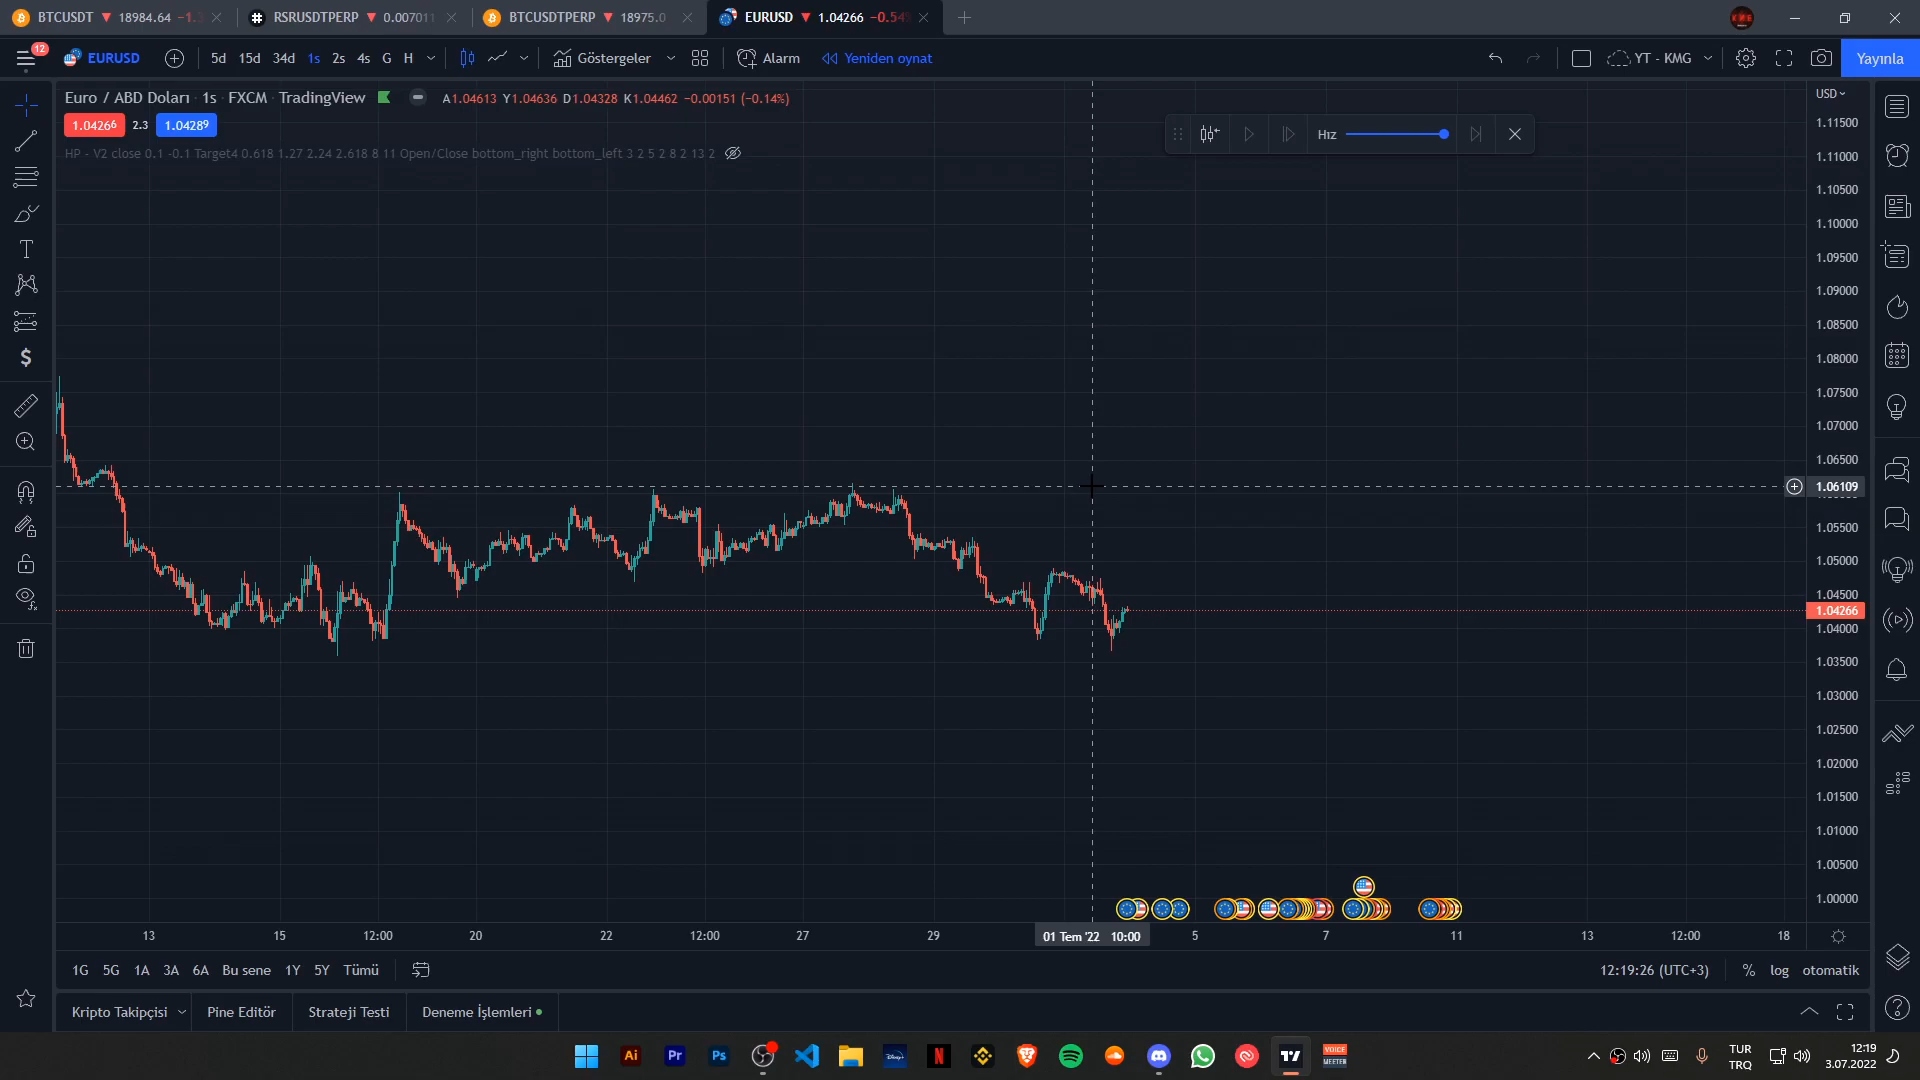 BTCUSDT ▼ 18984.64 −1.
RSRUSDTPERP ▼ 0.007011
BTCUSDTPERP ▼ 18975.0
EURUSD ▼ 1.04266 −0.54
12
EURUSD
5d 15d 34d 1s 2s 4s G H
Göstergeler
Alarm
Yeniden oynat
YT - KMG
Yayınla
Euro / ABD Doları · 1s · FXCM · TradingView
A1.04613 Y1.04636 D1.04328 K1.04462 −0.00151 (−0.14%)
USD
1.04266 2.3 1.04289
HP - V2 close 0.1 -0.1 Target4 0.618 1.27 2.24 2.618 8 11 Open/Close bottom_right bottom_left 3 2 5 2 8 2 13 2
Hız
1.11500
1.11000
1.10500
1.10000
1.09500
1.09000
1.08500
1.08000
1.07500
1.07000
1.06500
1.06109
1.05500
1.05000
1.04500
1.04266
1.04000
1.03500
1.03000
1.02500
1.02000
1.01500
1.01000
1.00500
1.00000
13 15 12:00 20 22 12:00 27 29 01 Tem '22 10:00 5 7 11 13 12:00 18
1G 5G 1A 3A 6A Bu sene 1Y 5Y Tümü
12:19:26 (UTC+3) % log otomatik
Kripto Takipçisi Pine Editör Strateji Testi Deneme İşlemleri
Ai Pr Ps
Disney+
N
VOICE
MEETER
TUR
TRQ
12:19
3.07.2022